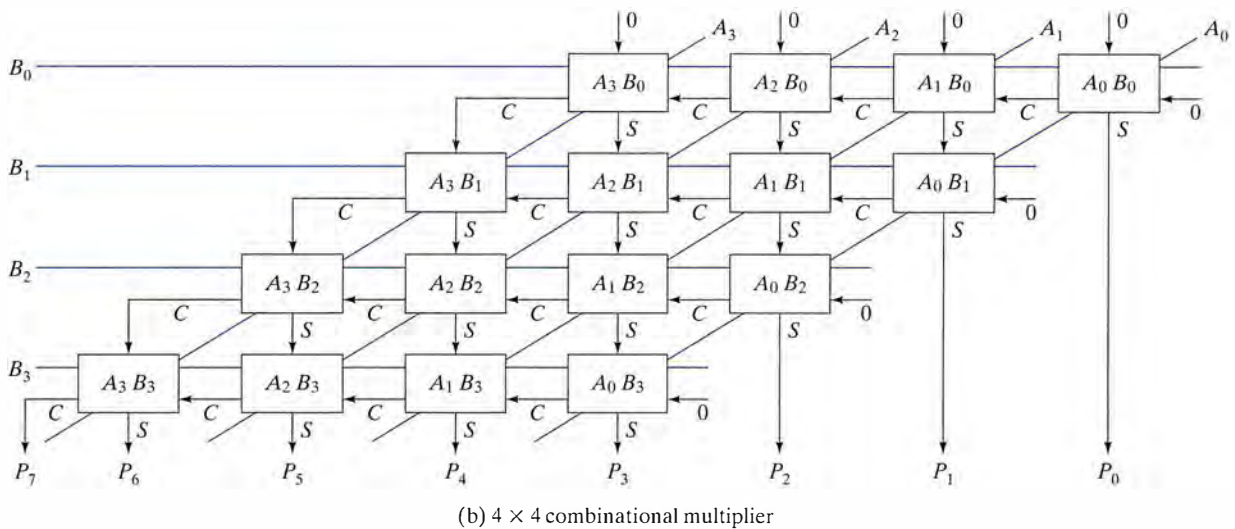 0 0 0 0
A₃ A₂ A₁ A₀
B₀ A₃ B₀ A₂ B₀ A₁ B₀ A₀ B₀
C C C C 0
S S S S
B₁ A₃ B₁ A₂ B₁ A₁ B₁ A₀ B₁
C C C C 0
S S S S
B₂ A₃ B₂ A₂ B₂ A₁ B₂ A₀ B₂
C C C C 0
S S S S
B₃ A₃ B₃ A₂ B₃ A₁ B₃ A₀ B₃
C C C C 0
S S S S
P₇ P₆ P₅ P₄ P₃ P₂ P₁ P₀
(b) 4 × 4 combinational multiplier